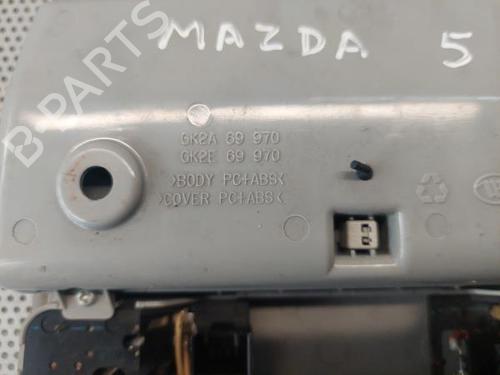 MAZDA 5
B-PARTS
GK2A 69 970
GK2E 69 970
>BODY PC+ABS<
>COVER PC+ABS<